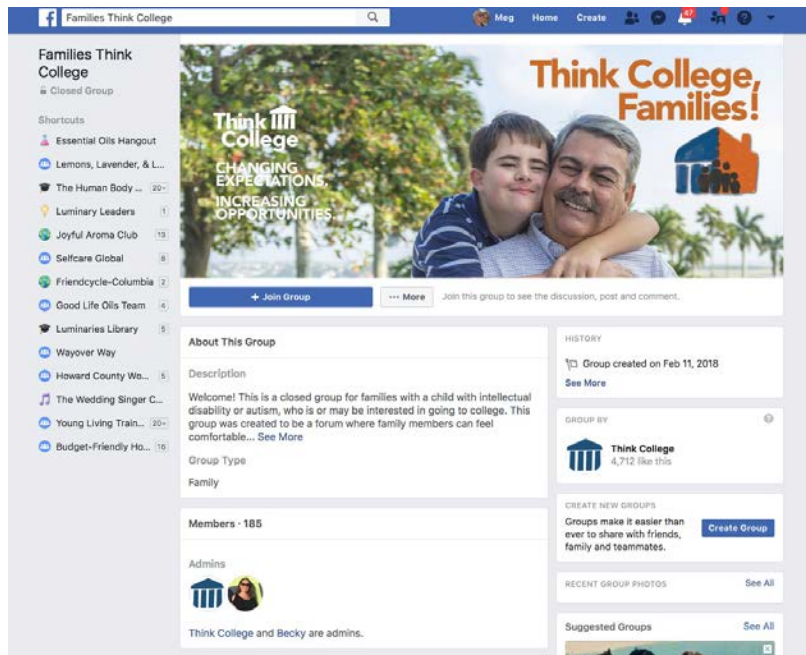 Families Think College
Meg
Home
Create
47
Families Think
College
Closed Group
Shortcuts
Essential Oils Hangout
Lemons, Lavender, & L...
The Human Body ... 20+
Luminary Leaders 1
Joyful Aroma Club 13
Selfcare Global 8
Friendcycle-Columbia 2
Good Life Oils Team 4
Luminaries Library 5
Wayover Way
Howard County Wo... 5
The Wedding Singer C...
Young Living Train... 20+
Budget-Friendly Ho... 16
Think
College
CHANGING
EXPECTATIONS.
INCREASING
OPPORTUNITIES.
Think College,
Families!
+ Join Group
••• More
Join this group to see the discussion, post and comment.
About This Group
Description
Welcome! This is a closed group for families with a child with intellectual
disability or autism, who is or may be interested in going to college. This
group was created to be a forum where family members can feel
comfortable... See More
Group Type
Family
Members · 185
Admins
Think College and Becky are admins.
HISTORY
Group created on Feb 11, 2018
See More
GROUP BY
Think College
4,712 like this
CREATE NEW GROUPS
Groups make it easier than
ever to share with friends,
family and teammates.
Create Group
RECENT GROUP PHOTOS
See All
Suggested Groups
See All